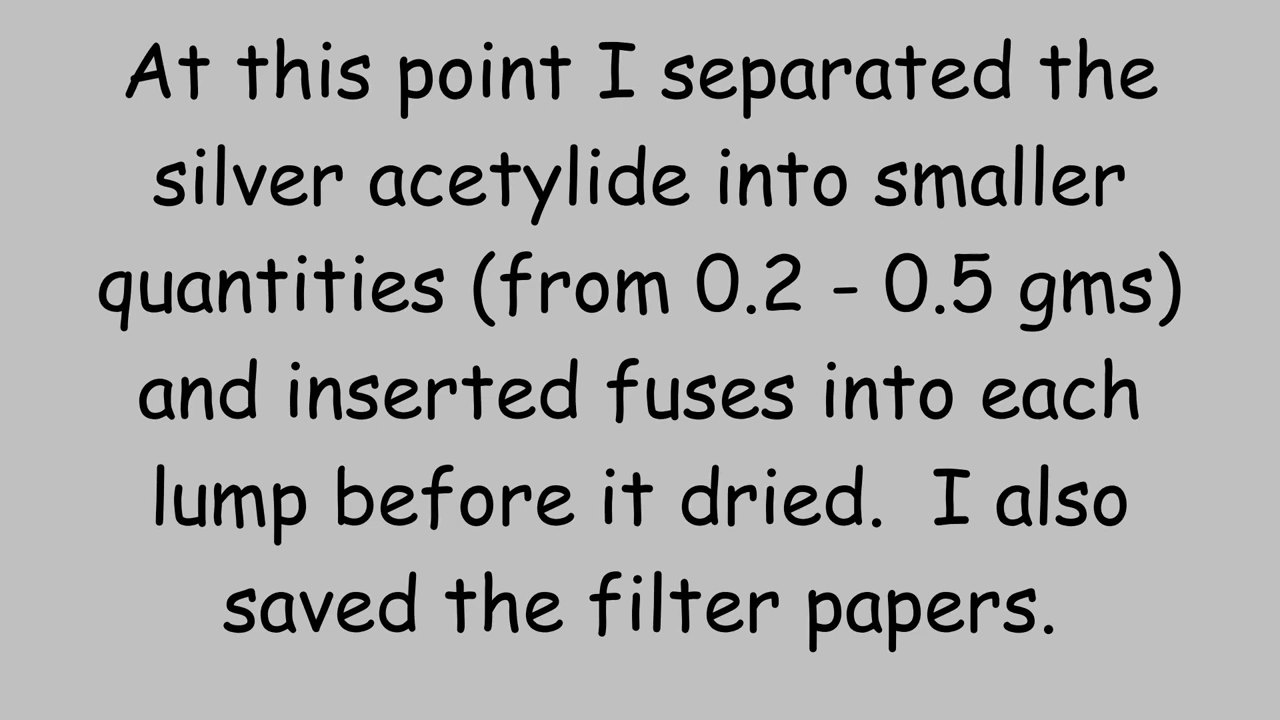 At this point I separated the
silver acetylide into smaller
quantities (from 0.2 - 0.5 gms)
and inserted fuses into each
lump before it dried.  I also
saved the filter papers.